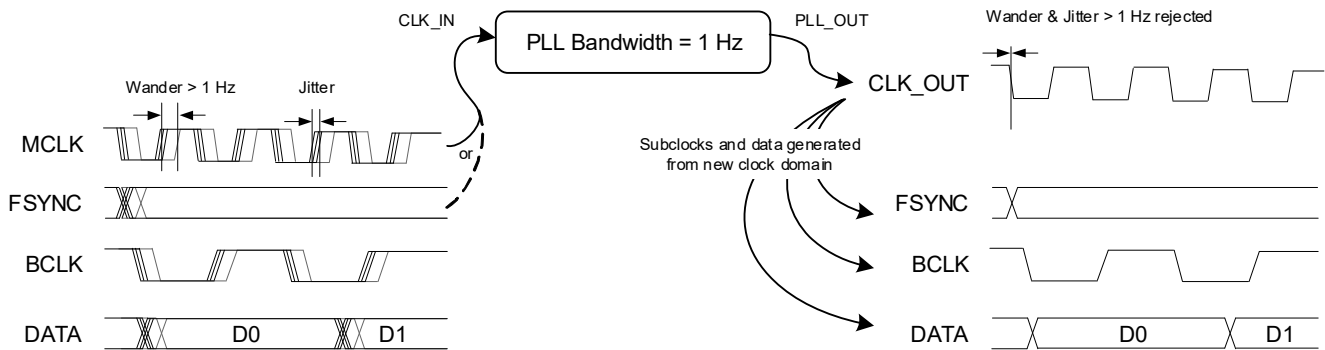 CLK_IN
PLL Bandwidth = 1 Hz
PLL_OUT
Wander & Jitter > 1 Hz rejected
Wander > 1 Hz
Jitter
CLK_OUT
MCLK
or
Subclocks and data generated
from new clock domain
FSYNC
FSYNC
BCLK
BCLK
DATA
D0
D1
DATA
D0
D1